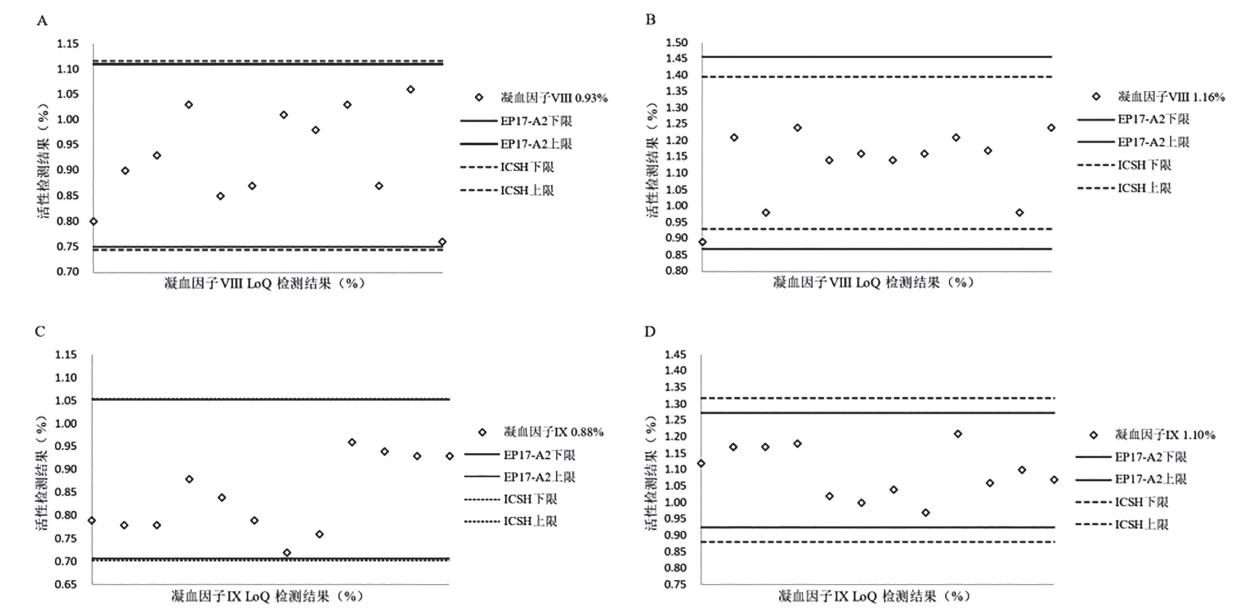 A
1.15
1.10
1.05
1.00
0.95
0.90
0.85
0.80
0.75
0.70
活性检测结果（%）
凝血因子VIII LoQ 检测结果（%）
凝血因子VIII 0.93%
EP17-A2下限
EP17-A2上限
ICSH下限
ICSH上限
B
1.50
1.45
1.40
1.35
1.30
1.25
1.20
1.15
1.10
1.05
1.00
0.95
0.90
0.85
0.80
活性检测结果（%）
凝血因子VIII LoQ 检测结果（%）
凝血因子VIII 1.16%
EP17-A2下限
EP17-A2上限
ICSH下限
ICSH上限
C
1.15
1.10
1.05
1.00
0.95
0.90
0.85
0.80
0.75
0.70
0.65
活性检测结果（%）
凝血因子IX LoQ 检测结果（%）
凝血因子IX 0.88%
EP17-A2下限
EP17-A2上限
ICSH下限
ICSH上限
D
1.45
1.40
1.35
1.30
1.25
1.20
1.15
1.10
1.05
1.00
0.95
0.90
0.85
0.80
0.75
活性检测结果（%）
凝血因子IX LoQ 检测结果（%）
凝血因子IX 1.10%
EP17-A2下限
EP17-A2上限
ICSH下限
ICSH上限